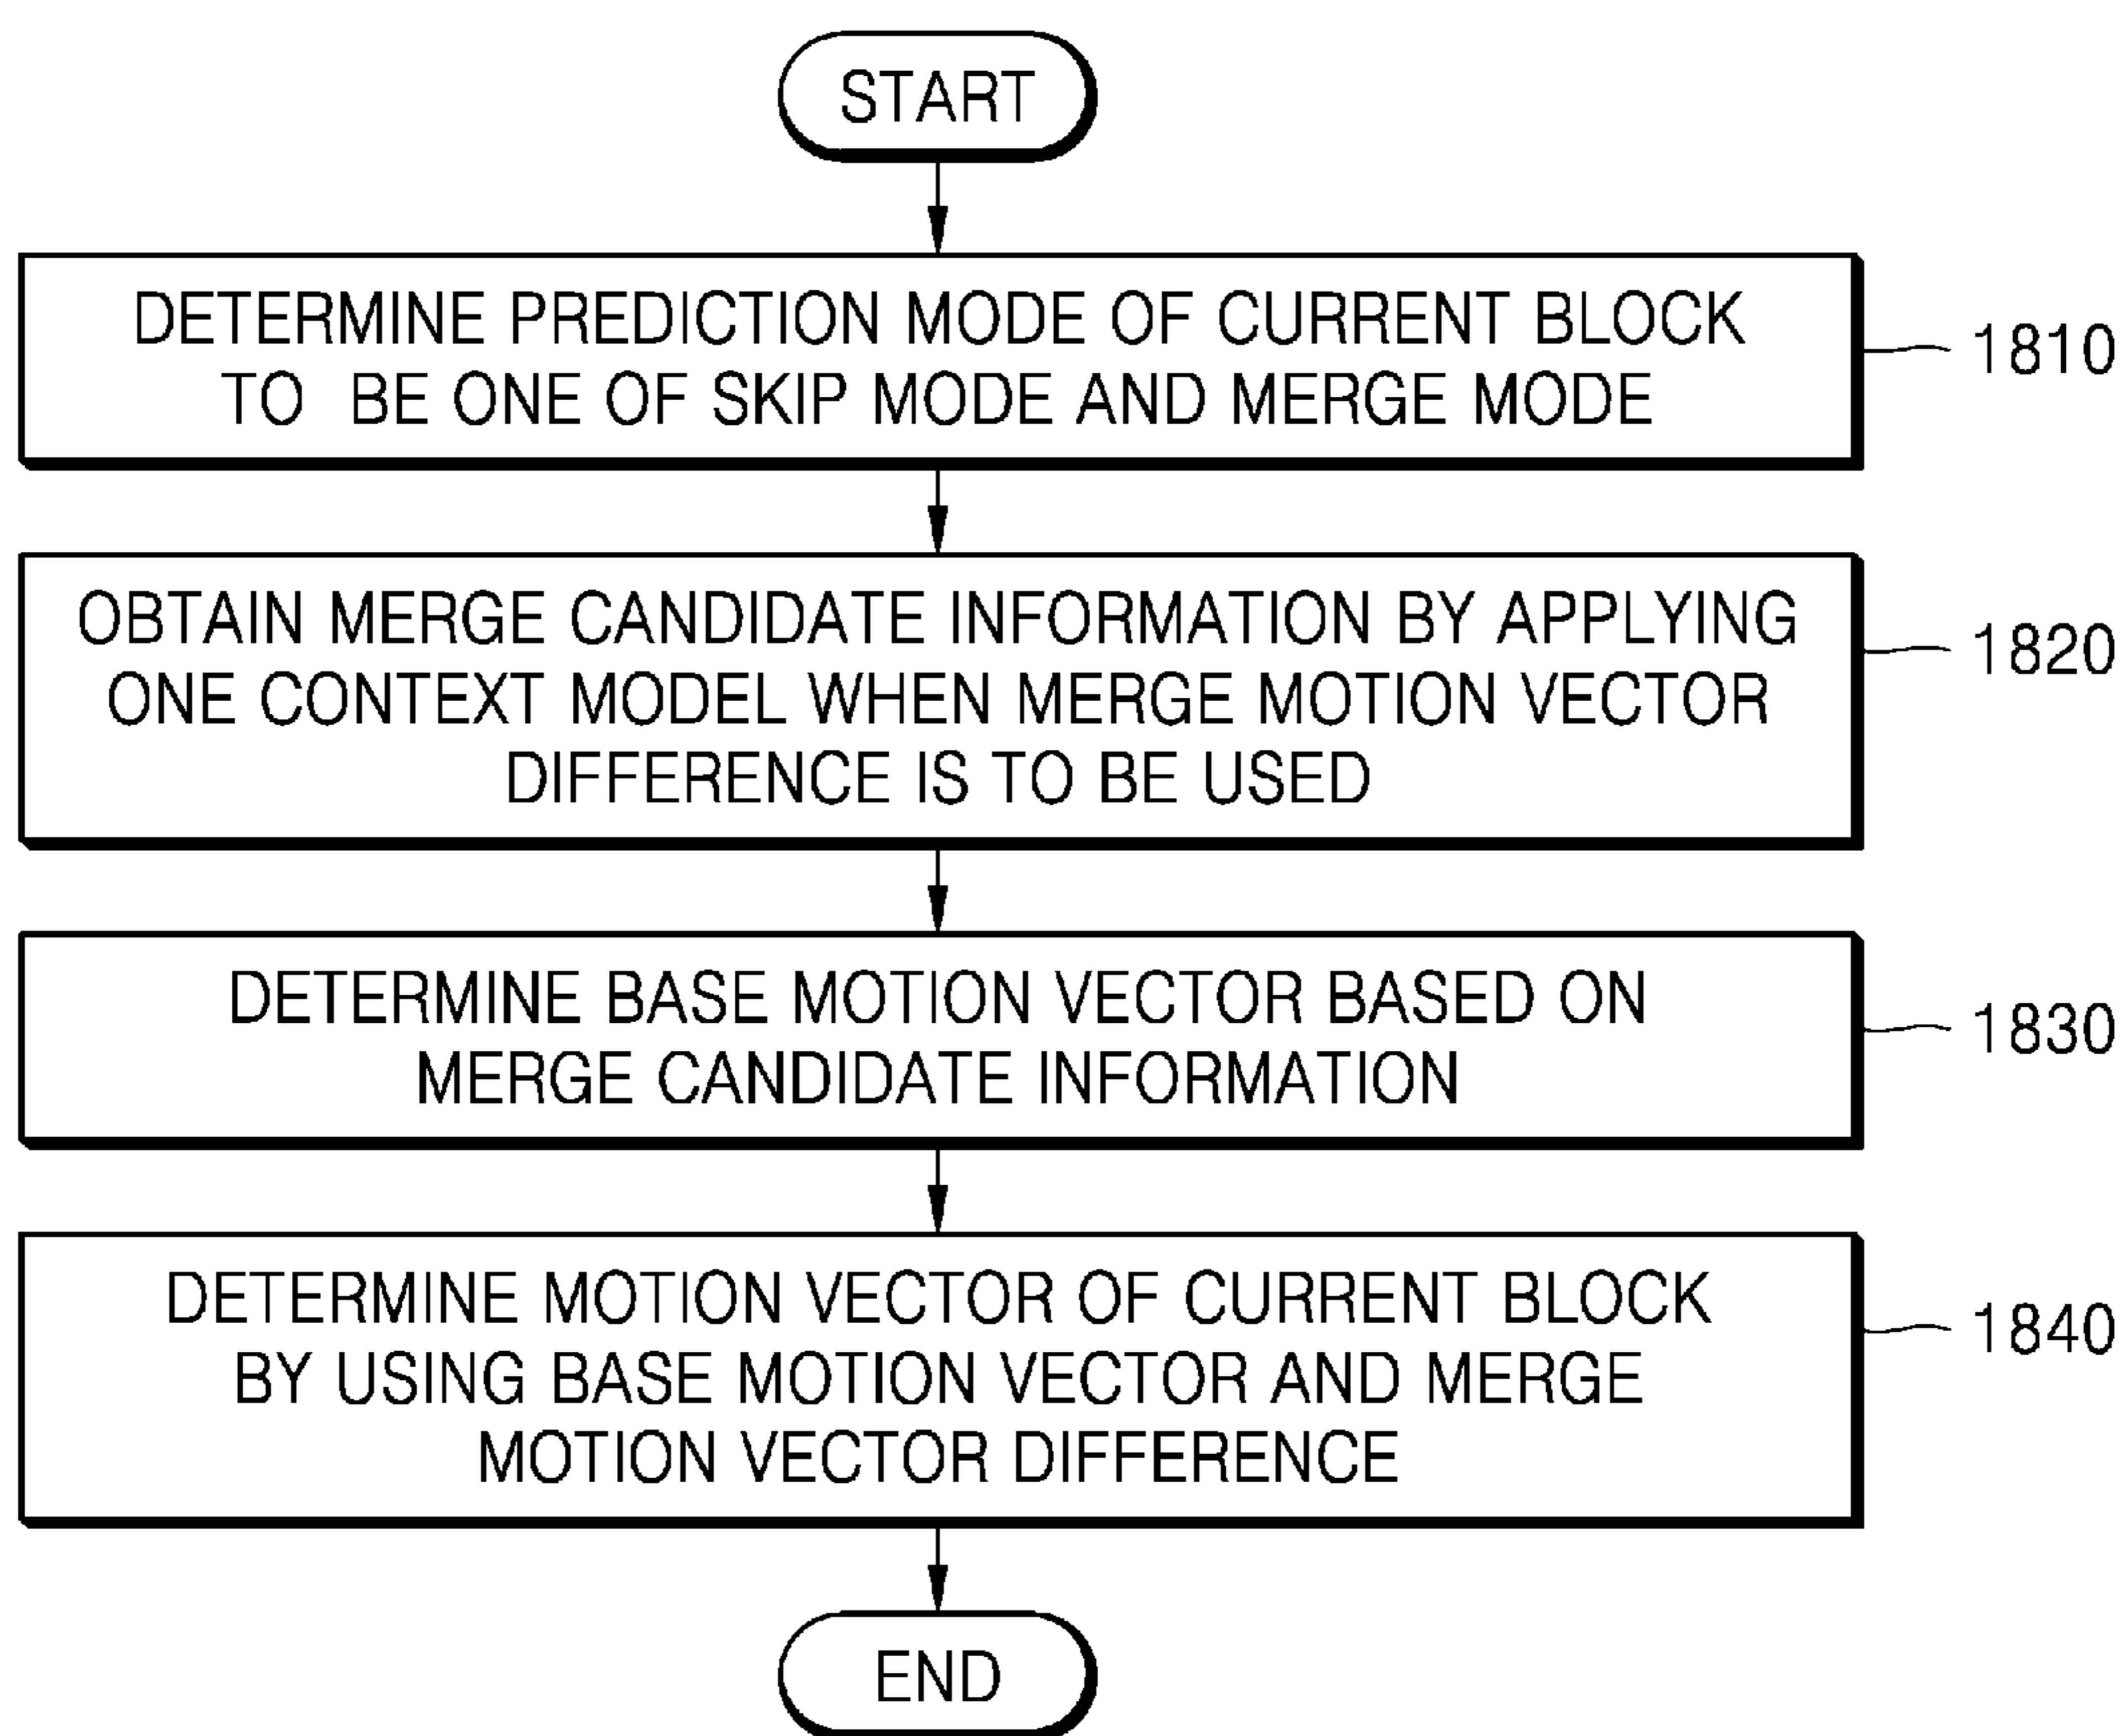 START
DETERMINE PREDICTION MODE OF CURRENT BLOCK
TO BE ONE OF SKIP MODE AND MERGE MODE
1810
OBTAIN MERGE CANDIDATE INFORMATION BY APPLYING
ONE CONTEXT MODEL WHEN MERGE MOTION VECTOR
DIFFERENCE IS TO BE USED
1820
DETERMINE BASE MOTION VECTOR BASED ON
MERGE CANDIDATE INFORMATION
1830
DETERMINE MOTION VECTOR OF CURRENT BLOCK
BY USING BASE MOTION VECTOR AND MERGE
MOTION VECTOR DIFFERENCE
1840
END